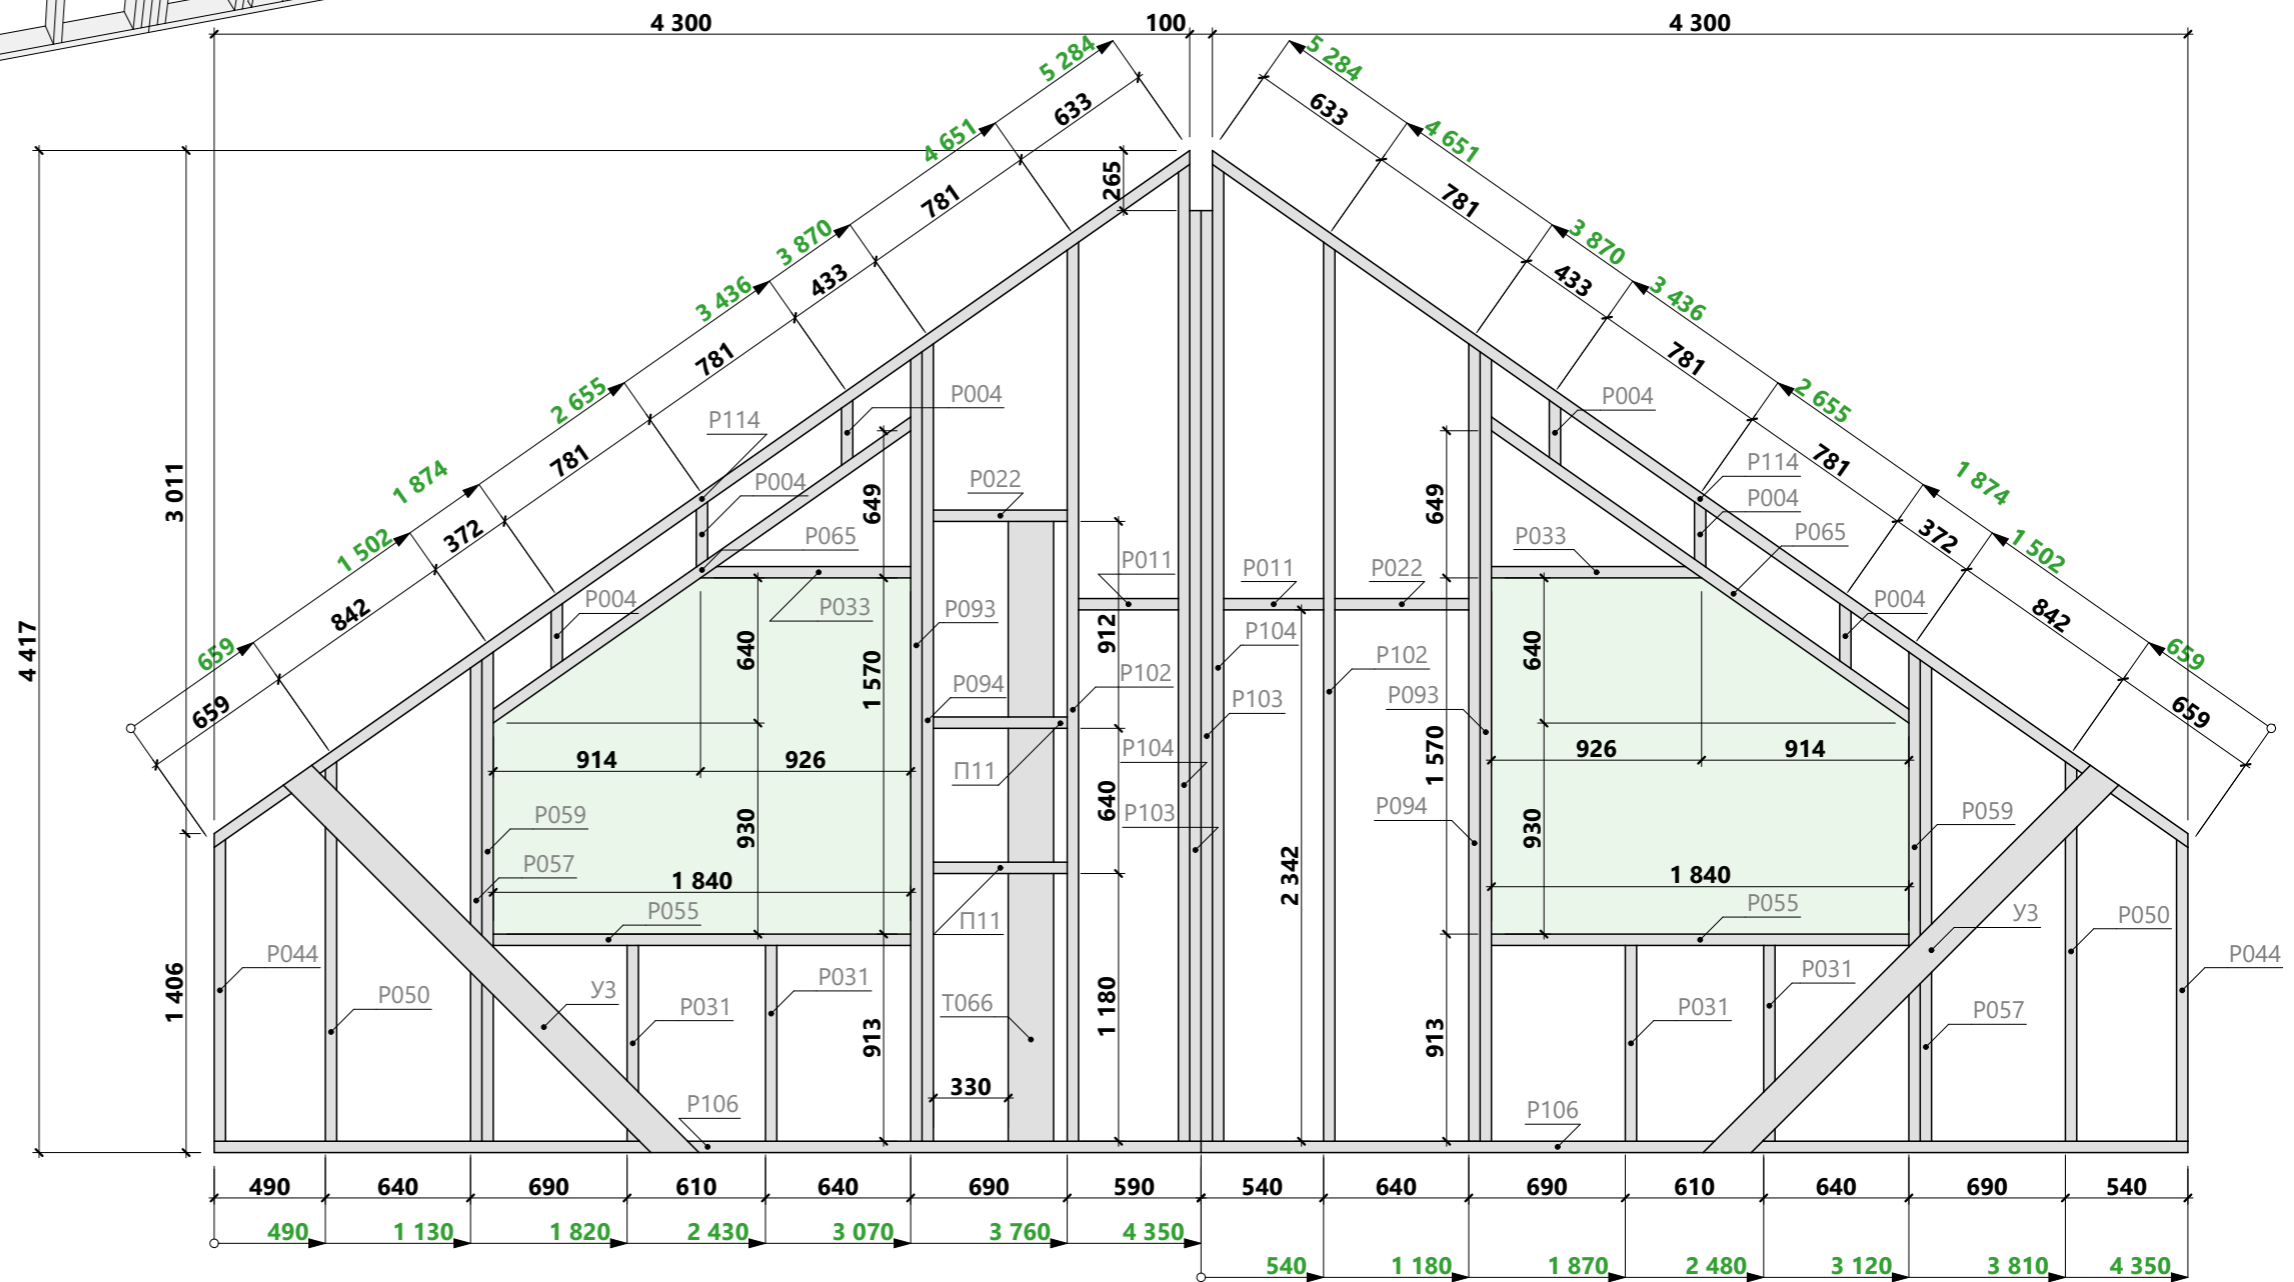 4 300
100
4 300
5 284
633
4 651
781
3 870
433
3 436
781
2 655
781
1 874
372
1 502
842
659
659
5 284
633
4 651
781
3 870
433
3 436
781
2 655
781
1 874
372
1 502
842
659
659
265
3 011
4 417
1 406
P004
P114
P004
P022
649
P065
P004
P033
P093
P011
P011
P022
912
640
1 570
P094
P102
P104
P102
P103
P104
P103
П11
640
914
926
930
P059
P057
1 840
P055
П11
P044
P050
У3
P031
P031
T066
1 180
913
330
P106
2 342
P004
P114
P004
649
P033
P065
P004
640
P093
1 570
926
914
P094
930
P059
1 840
P055
У3
P050
P044
P031
P031
P057
913
P106
490
640
690
610
640
690
590
540
640
690
610
640
690
540
490
1 130
1 820
2 430
3 070
3 760
4 350
540
1 180
1 870
2 480
3 120
3 810
4 350